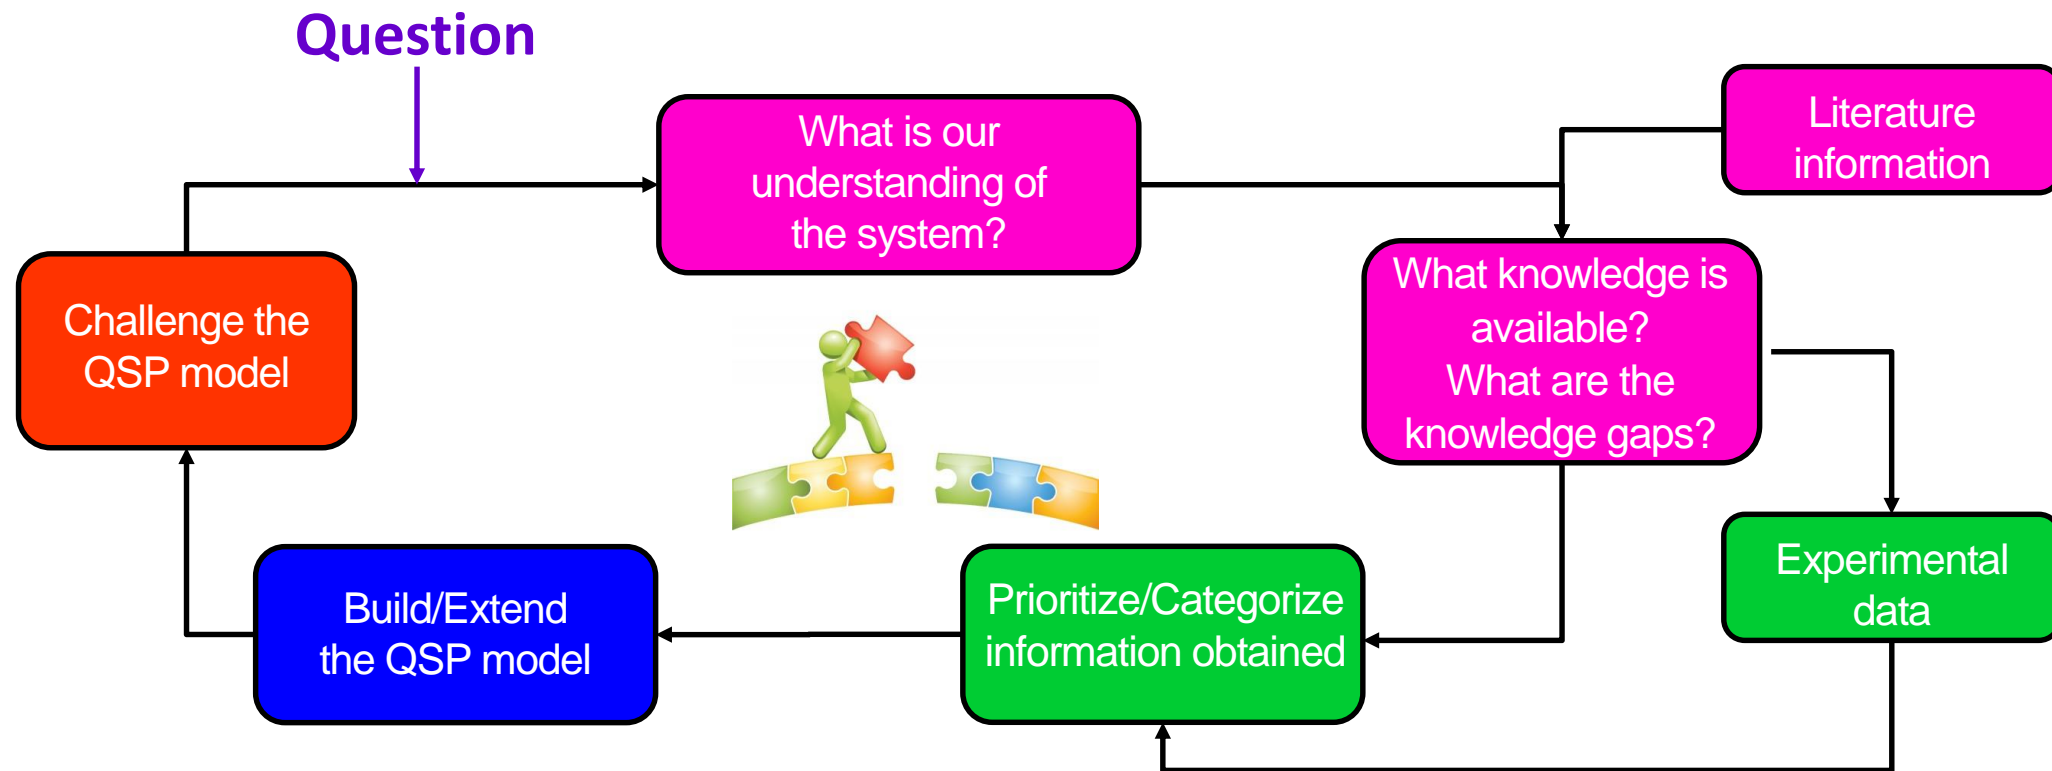 Question
What is our
understanding of
the system?
Literature
information
What knowledge is
available?
What are the
knowledge gaps?
Challenge the
QSP model
Experimental
data
Prioritize/Categorize
information obtained
Build/Extend
the QSP model